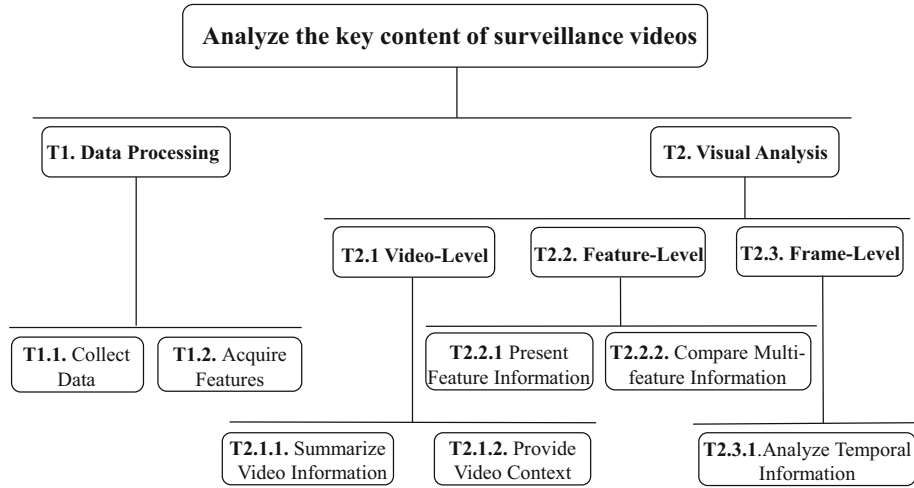 Analyze the key content of surveillance videos
T1. Data Processing
T2. Visual Analysis
T2.1 Video-Level
T2.2. Feature-Level
T2.3. Frame-Level
T1.1. Collect
Data
T1.2. Acquire
Features
T2.2.1 Present
Feature Information
T2.2.2. Compare Multi-
feature Information
T2.1.1. Summarize
Video Information
T2.1.2. Provide
Video Context
T2.3.1.Analyze Temporal
Information